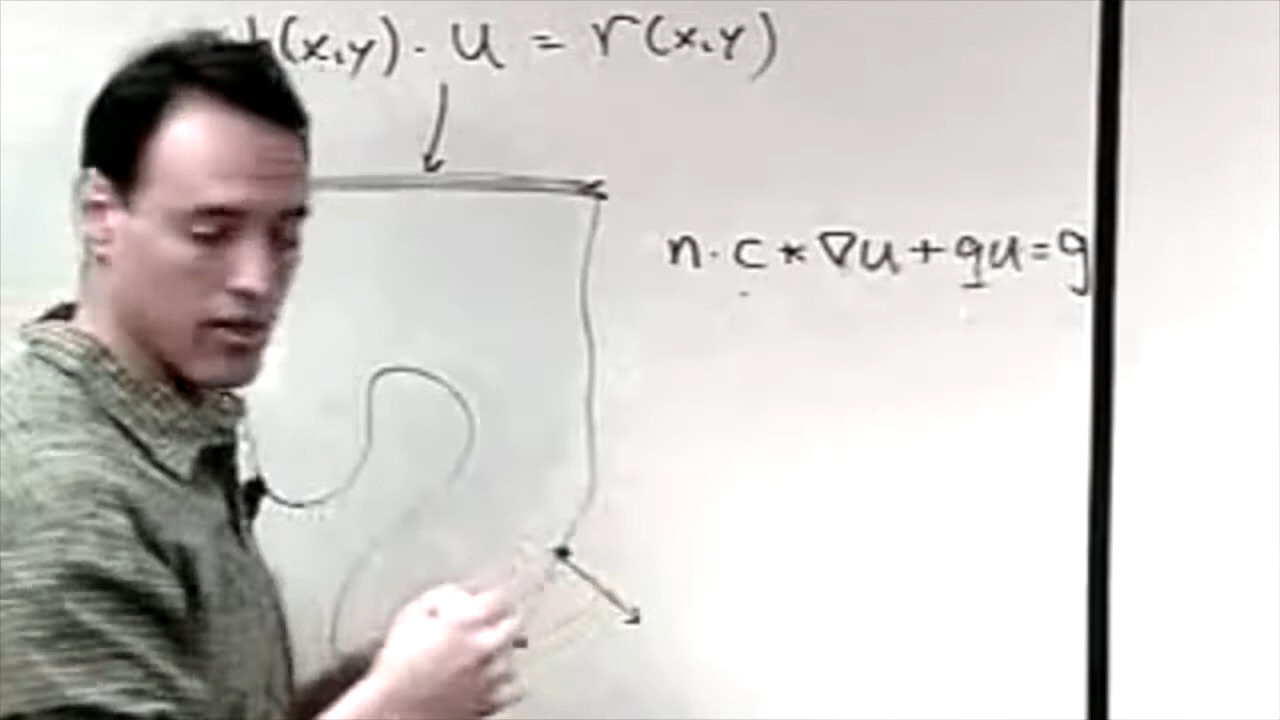 (x,y) · u = r(x,y)
n · c * ∇u + qu = g